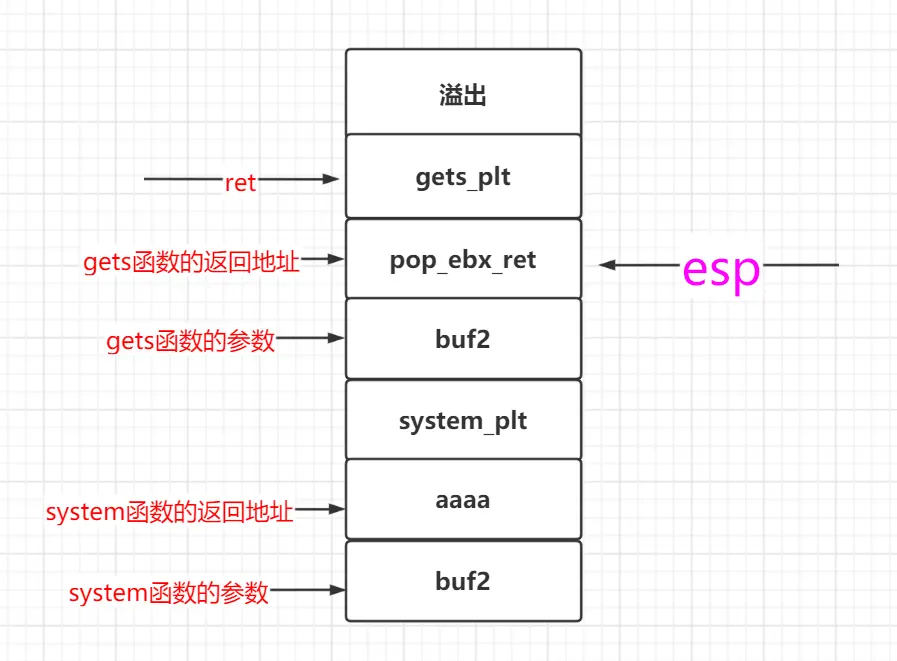 溢出
ret
gets_plt
gets函数的返回地址
pop_ebx_ret
esp
gets函数的参数
buf2
system_plt
system函数的返回地址
aaaa
system函数的参数
buf2